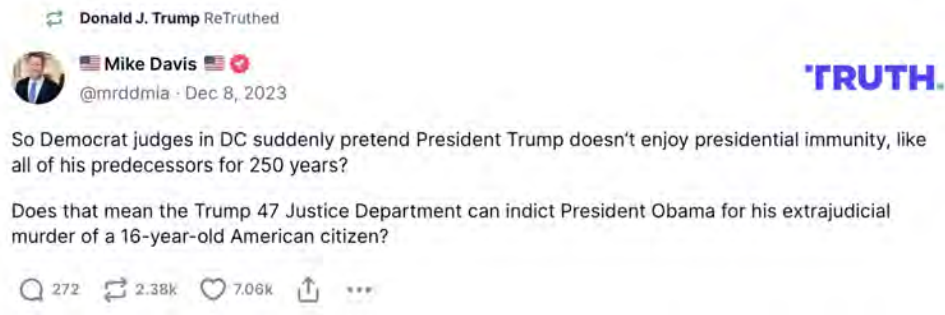 Donald J. Trump ReTruthed
🇺🇸 Mike Davis 🇺🇸
@mrddmia · Dec 8, 2023
TRUTH.
So Democrat judges in DC suddenly pretend President Trump doesn't enjoy presidential immunity, like
all of his predecessors for 250 years?
Does that mean the Trump 47 Justice Department can indict President Obama for his extrajudicial
murder of a 16-year-old American citizen?
272 2.38k 7.06k